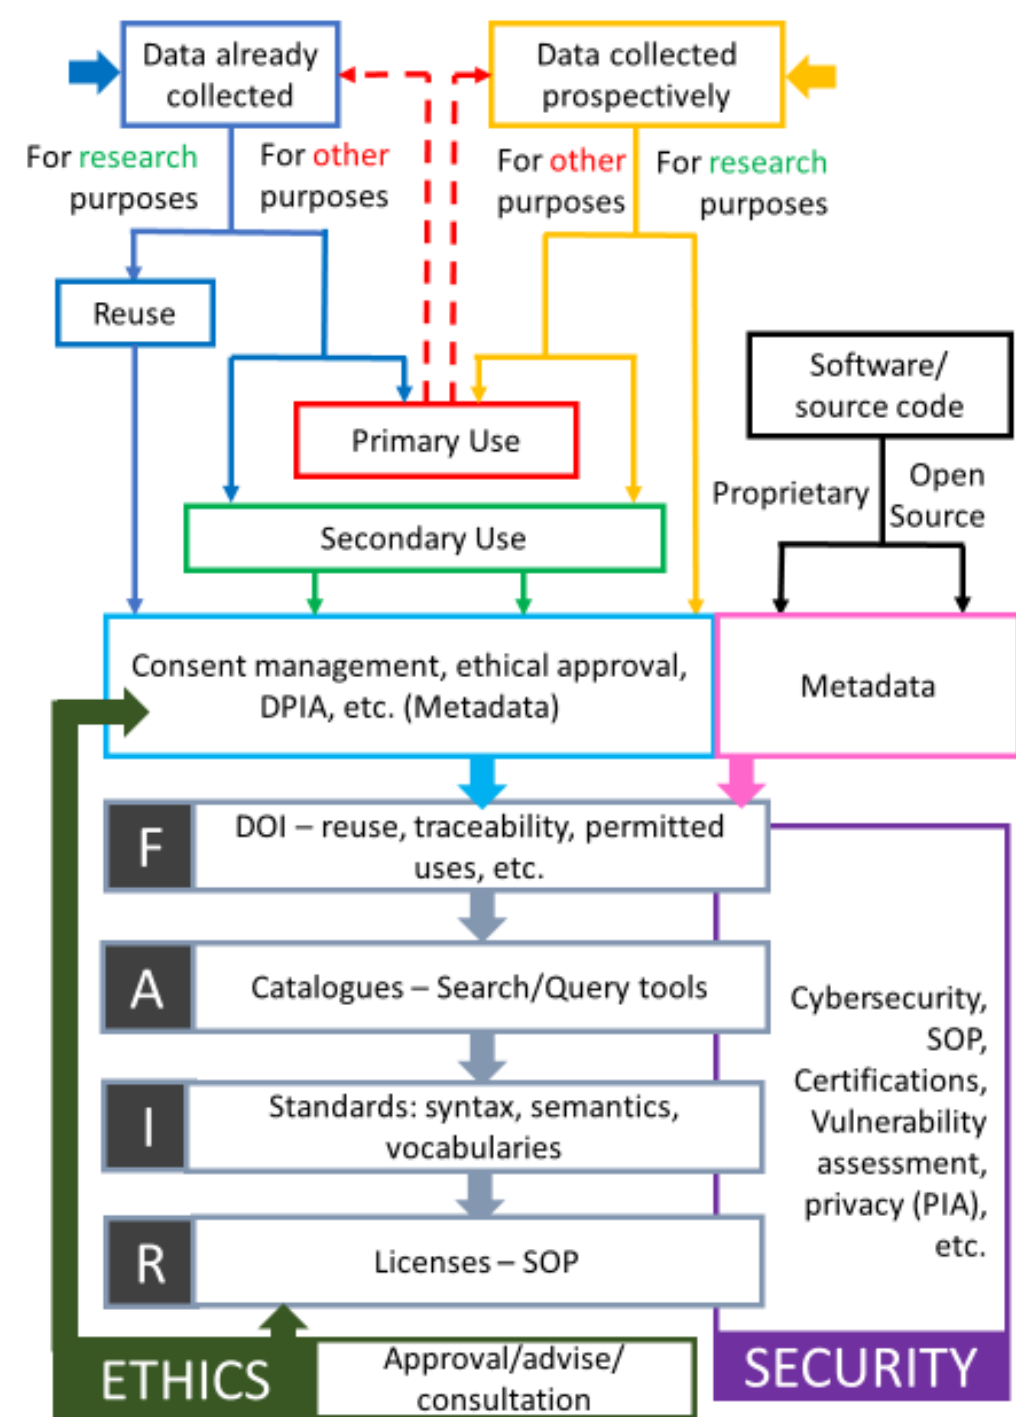 Data already
collected
Data collected
prospectively
For research
purposes
For other
purposes
For other
purposes
For research
purposes
Reuse
Software/
source code
Primary Use
Proprietary
Open
Source
Secondary Use
Consent management, ethical approval,
DPIA, etc. (Metadata)
Metadata
F
DOI – reuse, traceability, permitted
uses, etc.
A
Catalogues – Search/Query tools
I
Standards: syntax, semantics,
vocabularies
R
Licenses – SOP
Cybersecurity,
SOP,
Certifications,
Vulnerability
assessment,
privacy (PIA),
etc.
ETHICS
Approval/advise/
consultation
SECURITY